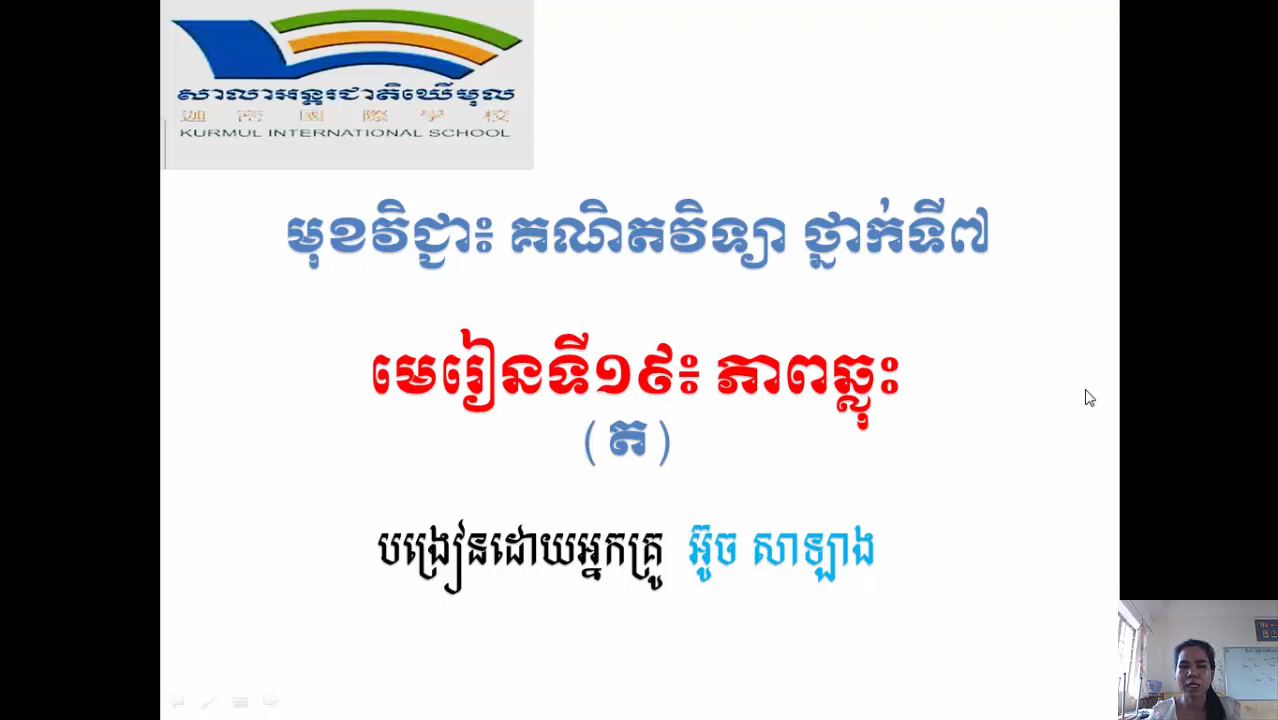 សាលាអន្តរជាតិឃើមុល
迦密國際學校
KURMUL INTERNATIONAL SCHOOL
មុខវិជ្ជា៖ គណិតវិទ្យា ថ្នាក់ទី៧
មេរៀនទី១៩៖ ភាពឆ្លុះ
(ត)
បង្រៀនដោយអ្នកគ្រូ អ៊ូច សាឡាង